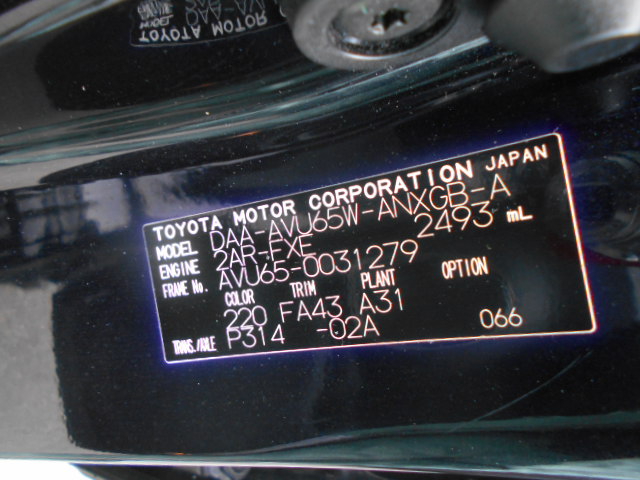 TOYOTA MOTOR CORPORATION JAPAN
MODEL DAA-AVU65W-ANXGB-A
ENGINE 2AR-FXE 2493 mL
FRAME No. AVU65-0031279
COLOR TRIM PLANT OPTION
220 FA43 A31
TRANS./AXLE P314 -02A 066